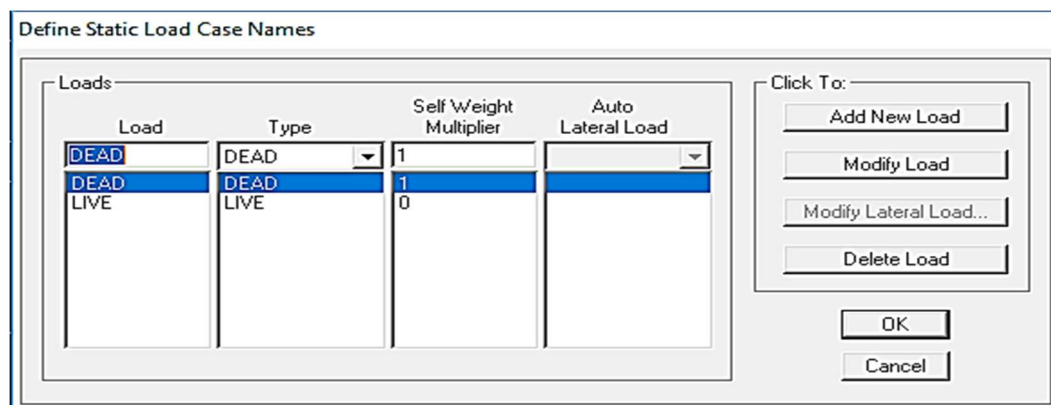 Define Static Load Case Names
Loads
Load Type Self Weight Multiplier Auto Lateral Load
DEAD DEAD 1
DEAD DEAD 1
LIVE LIVE 0
Click To:
Add New Load
Modify Load
Modify Lateral Load...
Delete Load
OK
Cancel